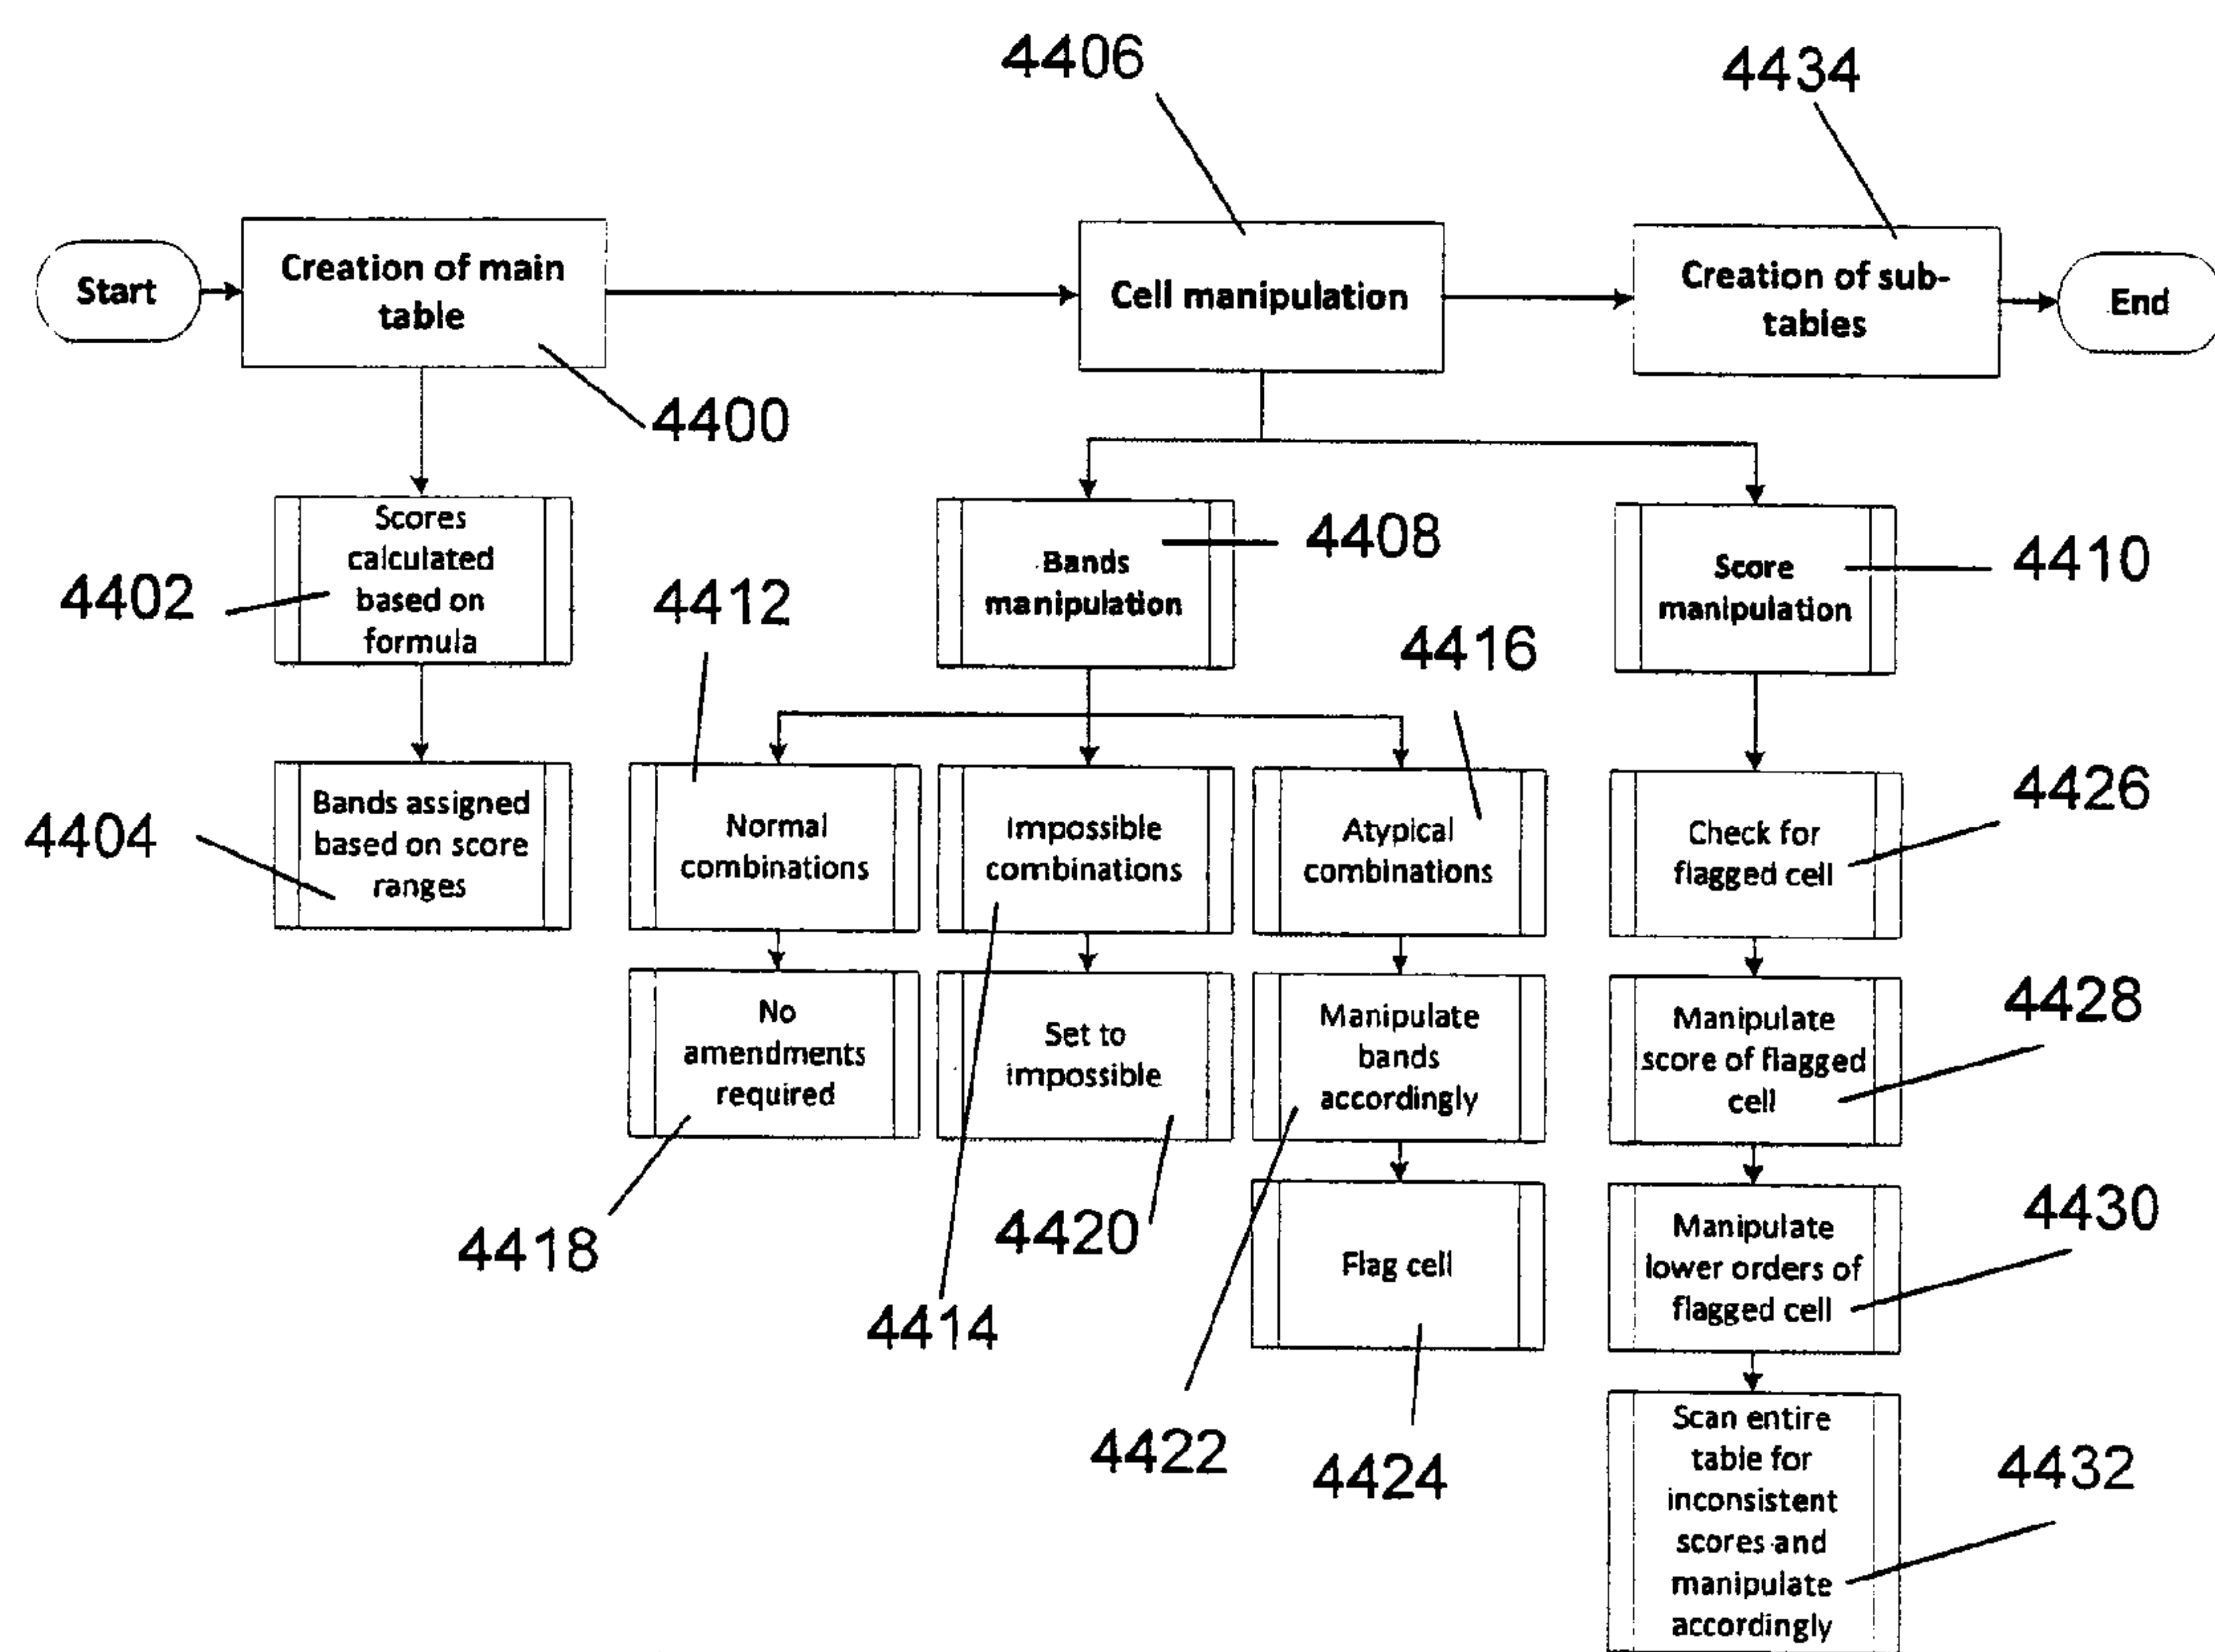 4406
4434
Start
Creation of main
table
Cell manipulation
Creation of sub-
tables
End
4400
Scores
calculated
based on
formula
4402
Bands
manipulation
4408
Score
manipulation
4410
4412
4416
Bands assigned
based on score
ranges
4404
Normal
combinations
Impossible
combinations
Atypical
combinations
Check for
flagged cell
4426
No
amendments
required
Set to
impossible
Manipulate
bands
accordingly
Manipulate
score of flagged
cell
4428
4418
4420
4414
Flag cell
Manipulate
lower orders of
flagged cell
4430
4422
4424
Scan entire
table for
inconsistent
scores and
manipulate
accordingly
4432